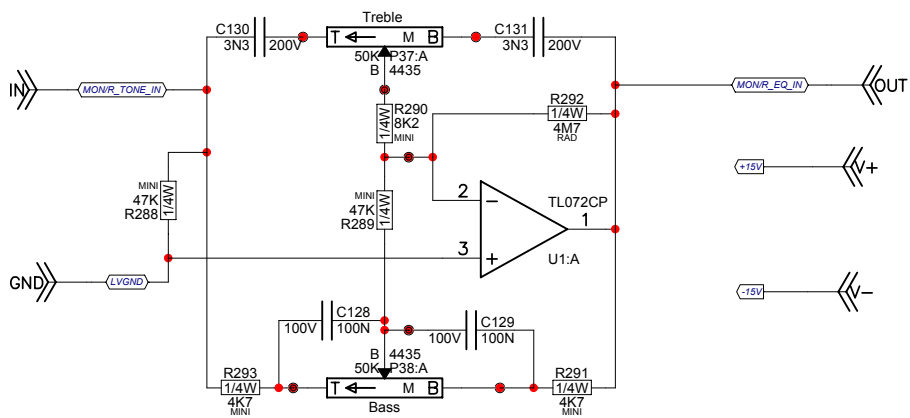 Treble
C130
3N3
200V
T
M
B
C131
3N3
200V
50K
P37:A
B
4435
IN
MON/R_TONE_IN
R290
8K2
MINI
1/4W
R292
1/4W
4M7
RAD
MON/R_EQ_IN
OUT
MINI
47K
R288
1/4W
MINI
47K
R289
1/4W
2
3
1
TL072CP
U1:A
+15V
V+
GND
LVGND
-15V
V-
C128
100V
100N
C129
100V
100N
B
4435
50K
P38:A
R293
1/4W
4K7
MINI
T
M
B
R291
1/4W
4K7
MINI
Bass